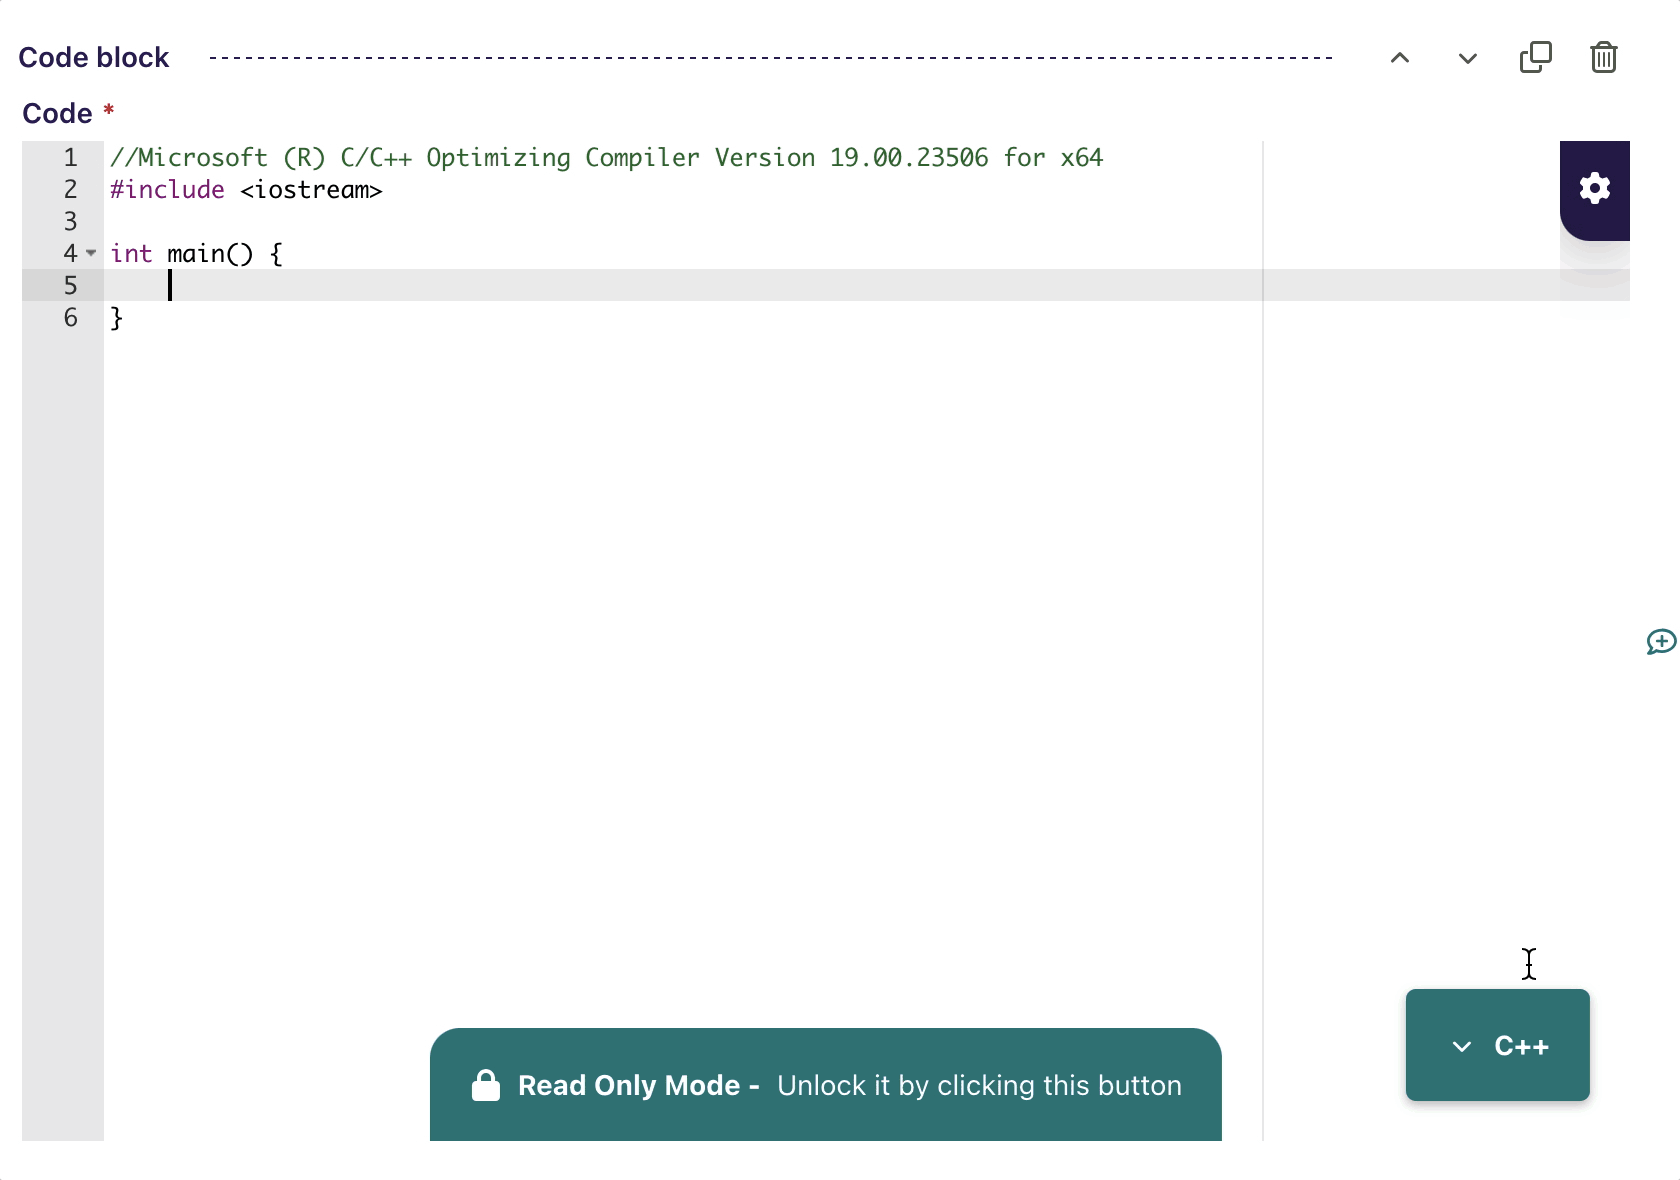 Code block
Code *
1 //Microsoft (R) C/C++ Optimizing Compiler Version 19.00.23506 for x64
2 #include <iostream>
3
4 int main() {
5
6 }
C++
Read Only Mode - Unlock it by clicking this button